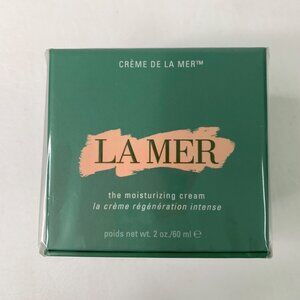 CRÈME DE LA MER™
LA MER
the moisturizing cream
la crème régénération intense
poids net wt. 2 oz./60 ml ℮